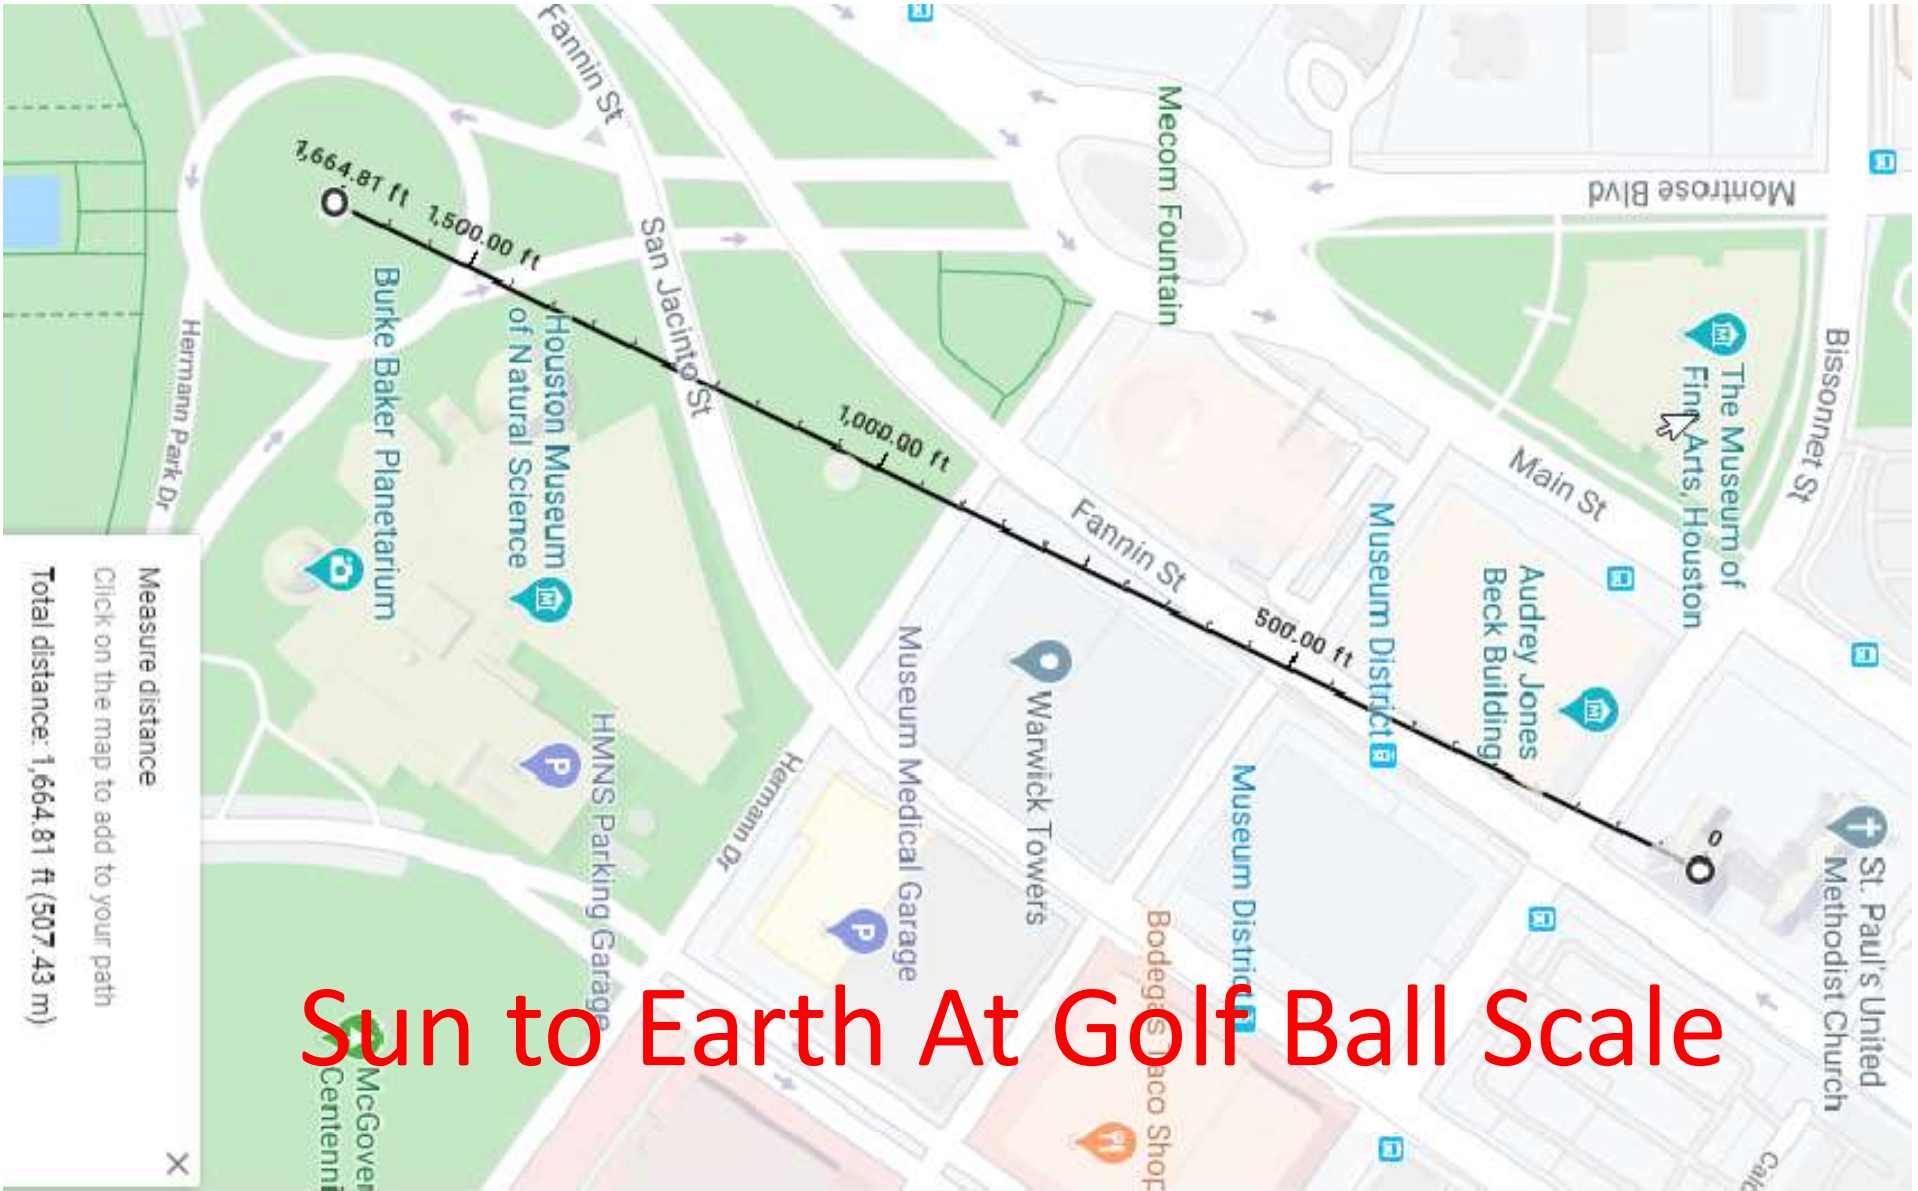 Fannin St
Mecom Fountain
Montrose Blvd
1,664.81 ft
1,500.00 ft
San Jacinto St
Burke Baker Planetarium
Houston Museum
of Natural Science
Hermann Park Dr
The Museum of
Fine Arts, Houston
Bissonnet St
1,000.00 ft
Main St
Fannin St
Museum District
Audrey Jones
Beck Building
500.00 ft
0
St. Paul's United
Methodist Church
Warwick Towers
Museum Medical Garage
Museum District
HMNS Parking Garage
Hermann Dr
Bodegas Taco Shop
Measure distance
Click on the map to add to your path
Total distance: 1,664.81 ft (507.43 m)
Sun to Earth At Golf Ball Scale
McGover
Centenni
P
P